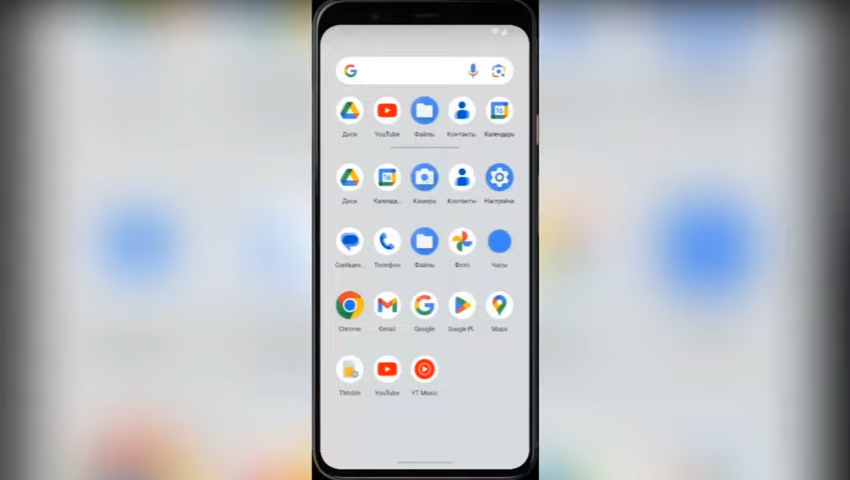 Диск YouTube Файлы Контакты Календарь
Диск Календа... Камера Контакты Настройки
Сообщен... Телефон Файлы Фото Часы
Chrome Gmail Google Google Pl.. Maps
TMobile YouTube YT Music